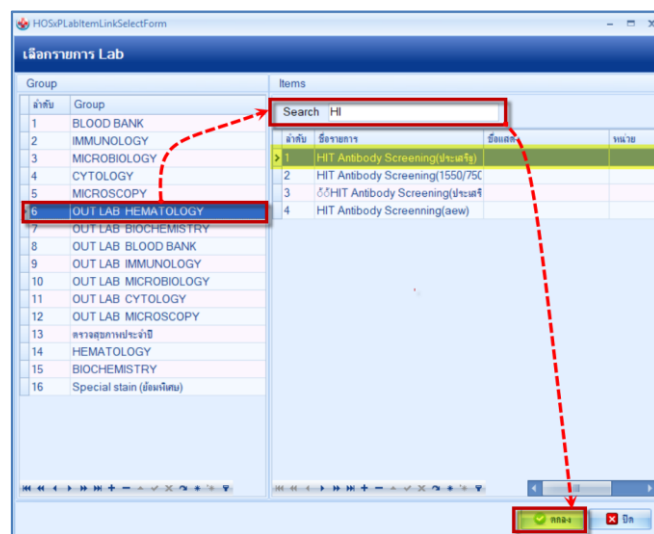 HOSxPLabItemLinkSelectForm
เลือกรายการ Lab
Group
Items
ลำดับ Group
1 BLOOD BANK
2 IMMUNOLOGY
3 MICROBIOLOGY
4 CYTOLOGY
5 MICROSCOPY
6 OUT LAB HEMATOLOGY
7 OUT LAB BIOCHEMISTRY
8 OUT LAB BLOOD BANK
9 OUT LAB IMMUNOLOGY
10 OUT LAB MICROBIOLOGY
11 OUT LAB CYTOLOGY
12 OUT LAB MICROSCOPY
13 ตรวจสุขภาพประจำปี
14 HEMATOLOGY
15 BIOCHEMISTRY
16 Special stain (ย้อมพิเศษ)
Search HI
ลำดับ ชื่อรายการ ชื่อแสดง หน่วย
1 HIT Antibody Screening(ประเสริฐ)
2 HIT Antibody Screening(1550/750
3 HIT Antibody Screening(ประเสริ
4 HIT Antibody Screenning(aew)
ตกลง
ปิด